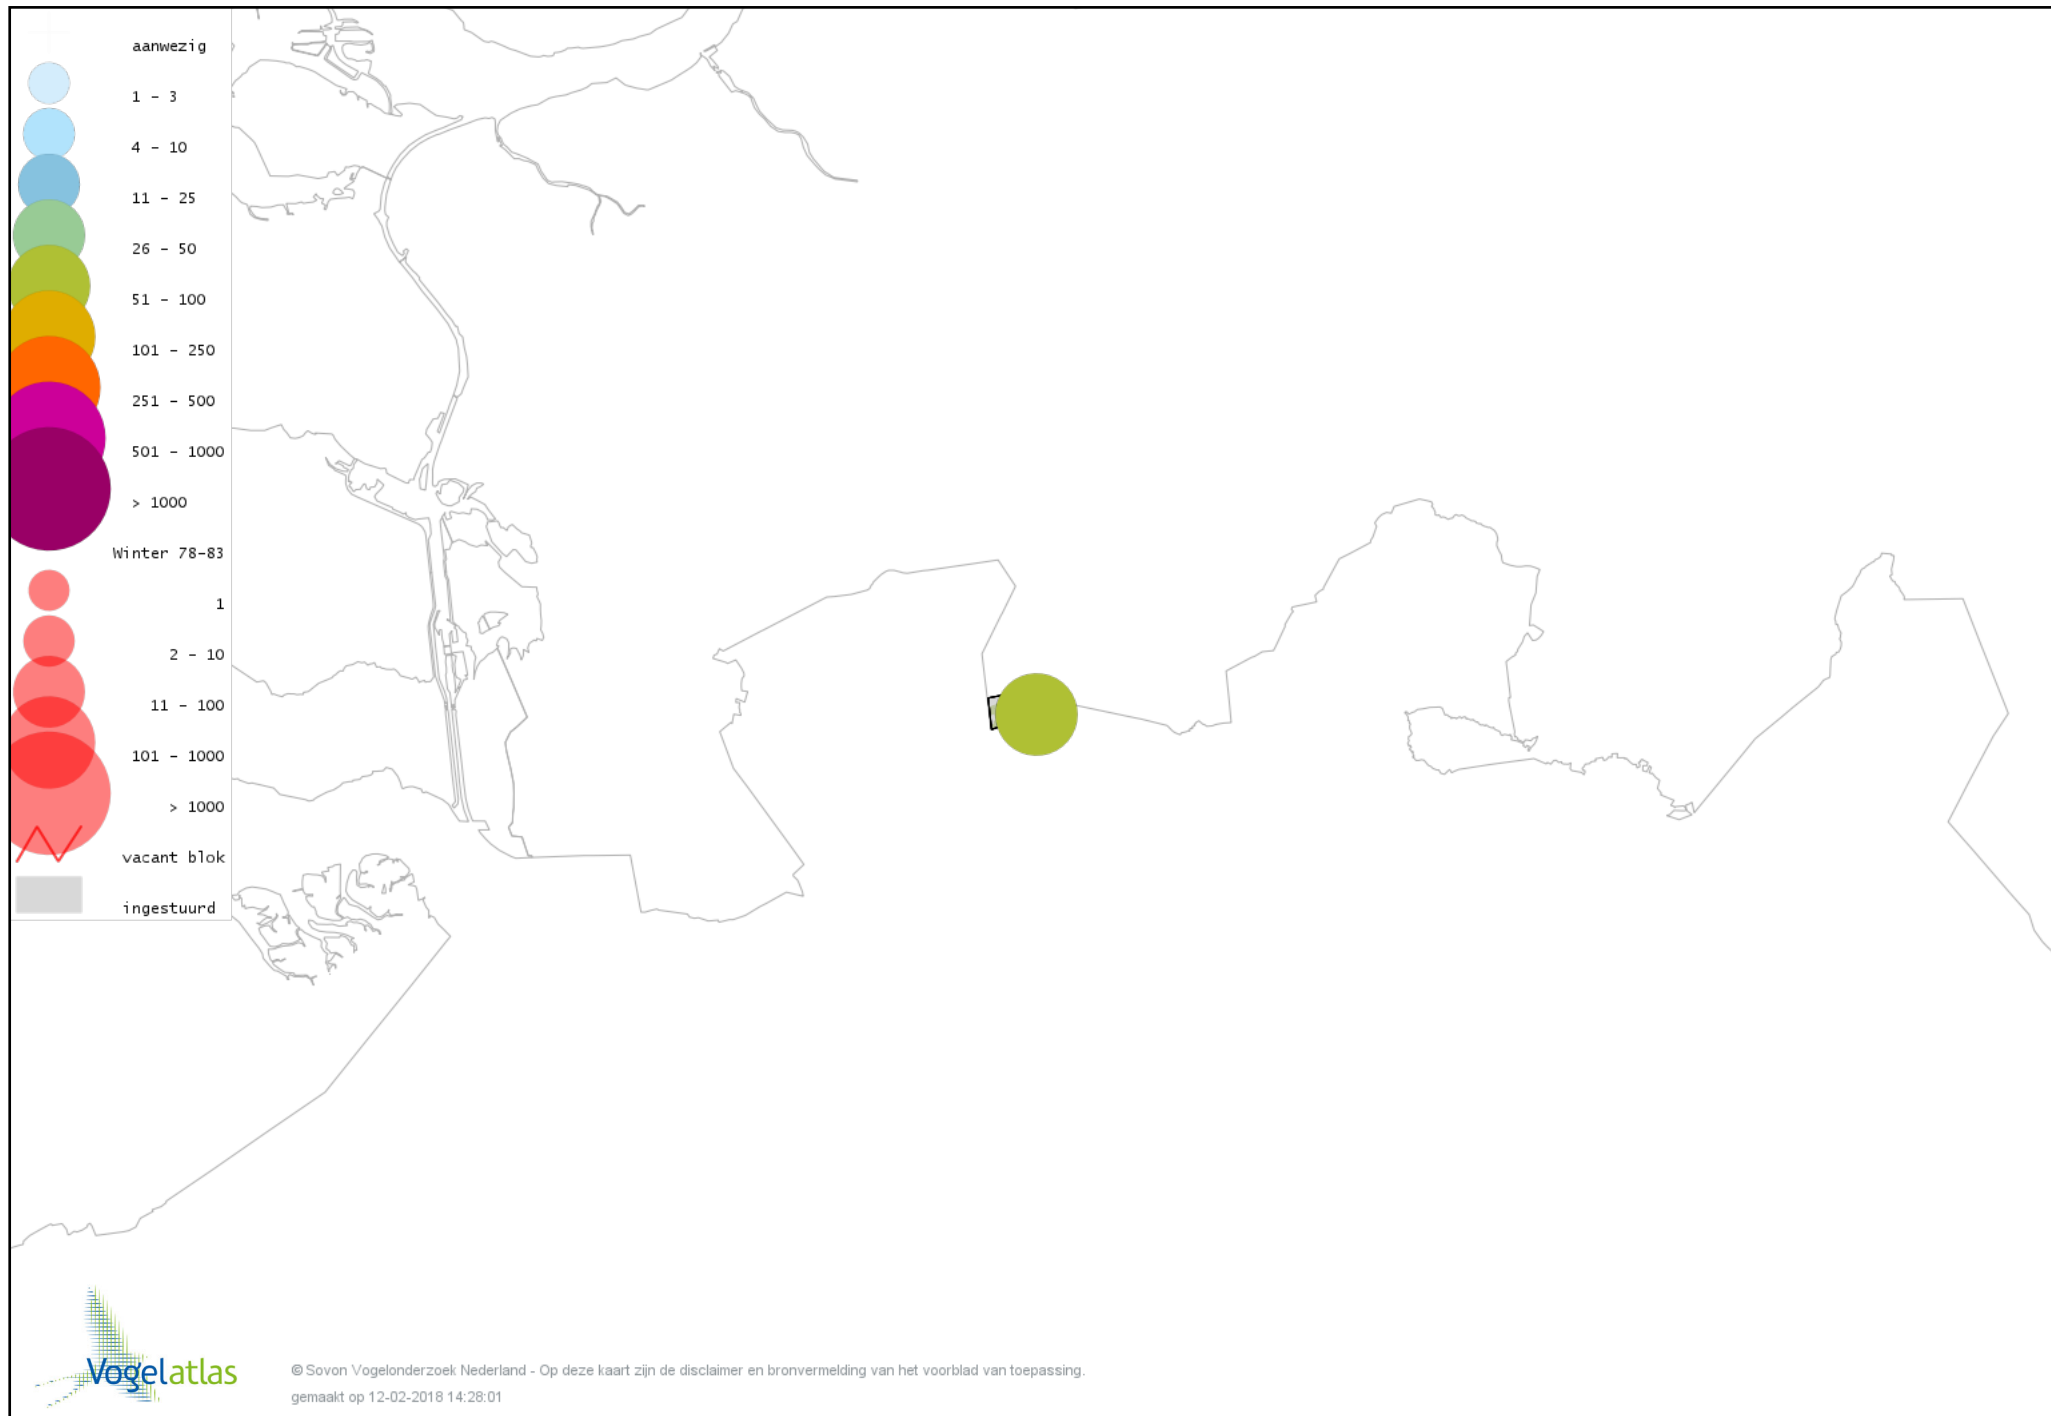 aanwezig
1 - 3
4 - 10
11 - 25
26 - 50
51 - 100
101 - 250
251 - 500
501 - 1000
> 1000
Winter 78-83
1
2 - 10
11 - 100
101 - 1000
> 1000
vacant blok
ingestuurd
Vogelatlas
© Sovon Vogelonderzoek Nederland - Op deze kaart zijn de disclaimer en bronvermelding van het voorblad van toepassing.
gemaakt op 12-02-2018 14:28:01